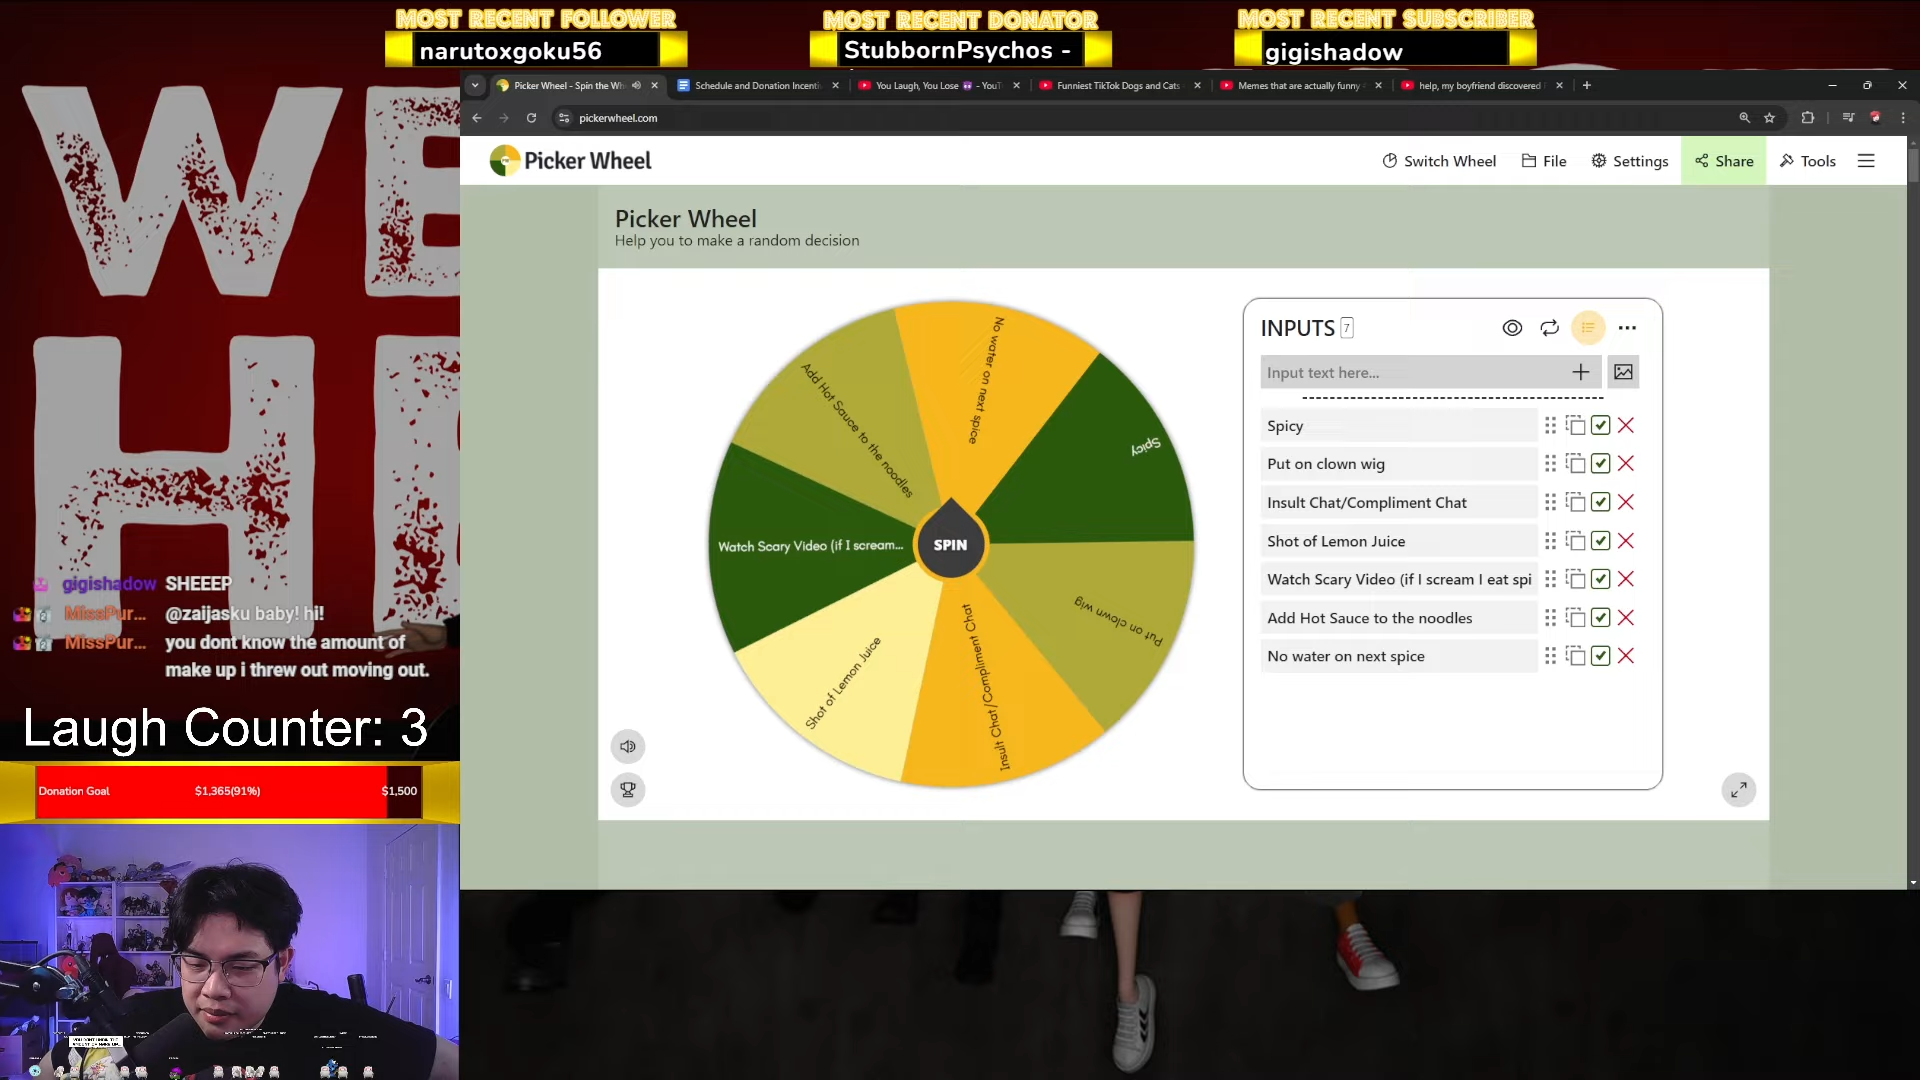 MOST RECENT FOLLOWER
narutoxgoku56
MOST RECENT DONATOR
StubbornPsychos -
MOST RECENT SUBSCRIBER
gigishadow
WE
H
Picker Wheel - Spin the Wh
Schedule and Donation Incenti
You Laugh, You Lose 😈 - YouT
Funniest TikTok Dogs and Cats
Memes that are actually funny
help, my boyfriend discovered
pickerwheel.com
Picker Wheel
Switch Wheel
File
Settings
Share
Tools
Picker Wheel
Help you to make a random decision
No water on next spice
Spicy
Put on clown wig
Insult Chat/Compliment Chat
Shot of Lemon Juice
Watch Scary Video (if I scream...
Add Hot Sauce to the noodles
SPIN
INPUTS 7
Input text here...
Spicy
Put on clown wig
Insult Chat/Compliment Chat
Shot of Lemon Juice
Watch Scary Video (if I scream I eat spi
Add Hot Sauce to the noodles
No water on next spice
gigishadow SHEEEP
MissPur... @zaijasku baby! hi!
MissPur... you dont know the amount of
make up i threw out moving out.
Laugh Counter: 3
Donation Goal $1,365(91%) $1,500